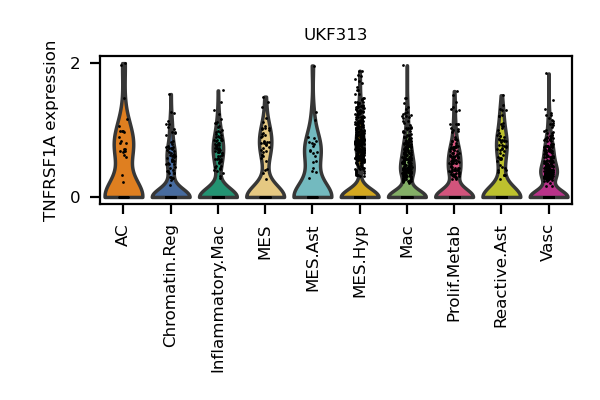 UKF313
TNFRSF1A expression
2
0
AC
Chromatin.Reg
Inflammatory.Mac
MES
MES.Ast
MES.Hyp
Mac
Prolif.Metab
Reactive.Ast
Vasc